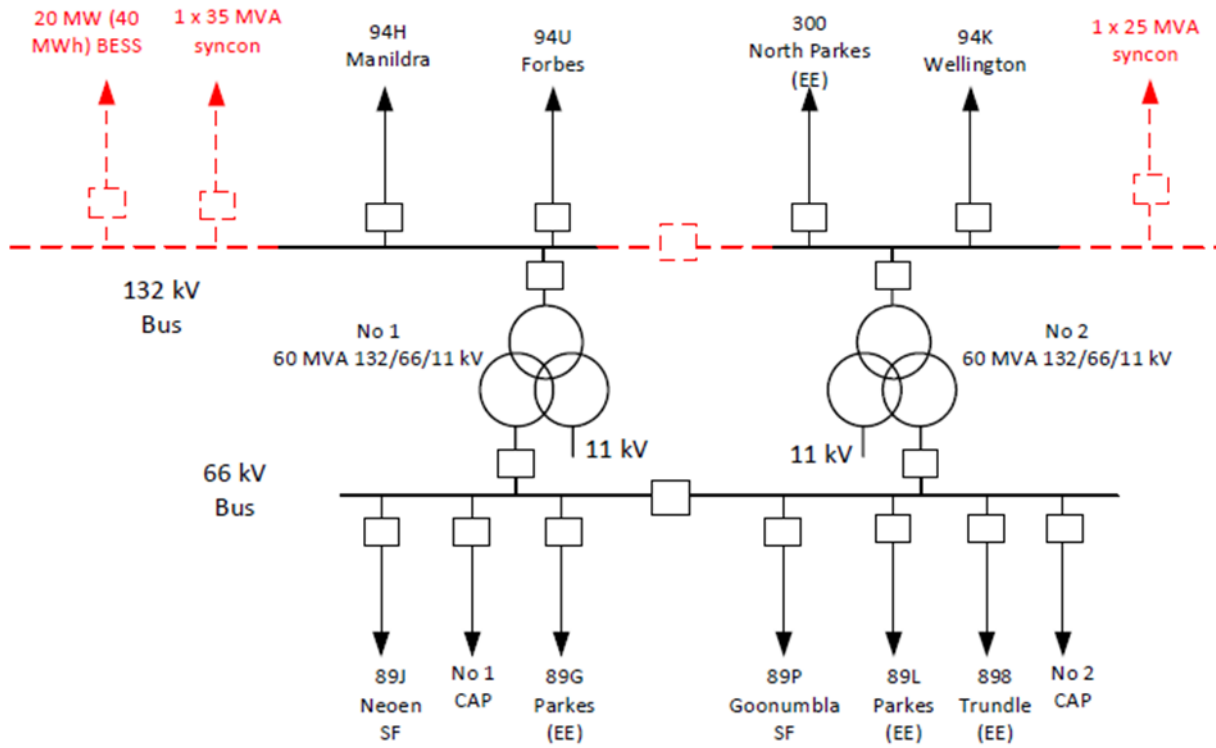 20 MW (40
MWh) BESS
1 x 35 MVA
syncon
94H
Manildra
94U
Forbes
300
North Parkes
(EE)
94K
Wellington
1 x 25 MVA
syncon
132 kV
Bus
No 1
60 MVA 132/66/11 kV
No 2
60 MVA 132/66/11 kV
11 kV
11 kV
66 kV
Bus
89J
Neoen
SF
No 1
CAP
89G
Parkes
(EE)
89P
Goonumbla
SF
89L
Parkes
(EE)
898
Trundle
(EE)
No 2
CAP